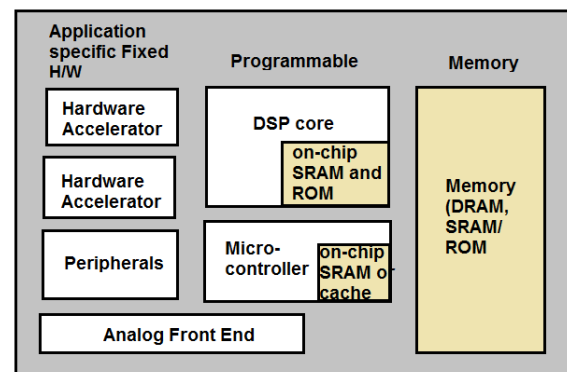 Application
specific Fixed
H/W
Programmable
Memory
Hardware
Accelerator
Hardware
Accelerator
Peripherals
DSP core
on-chip
SRAM and
ROM
Micro-
controller
on-chip
SRAM or
cache
Memory
(DRAM,
SRAM/
ROM
Analog Front End